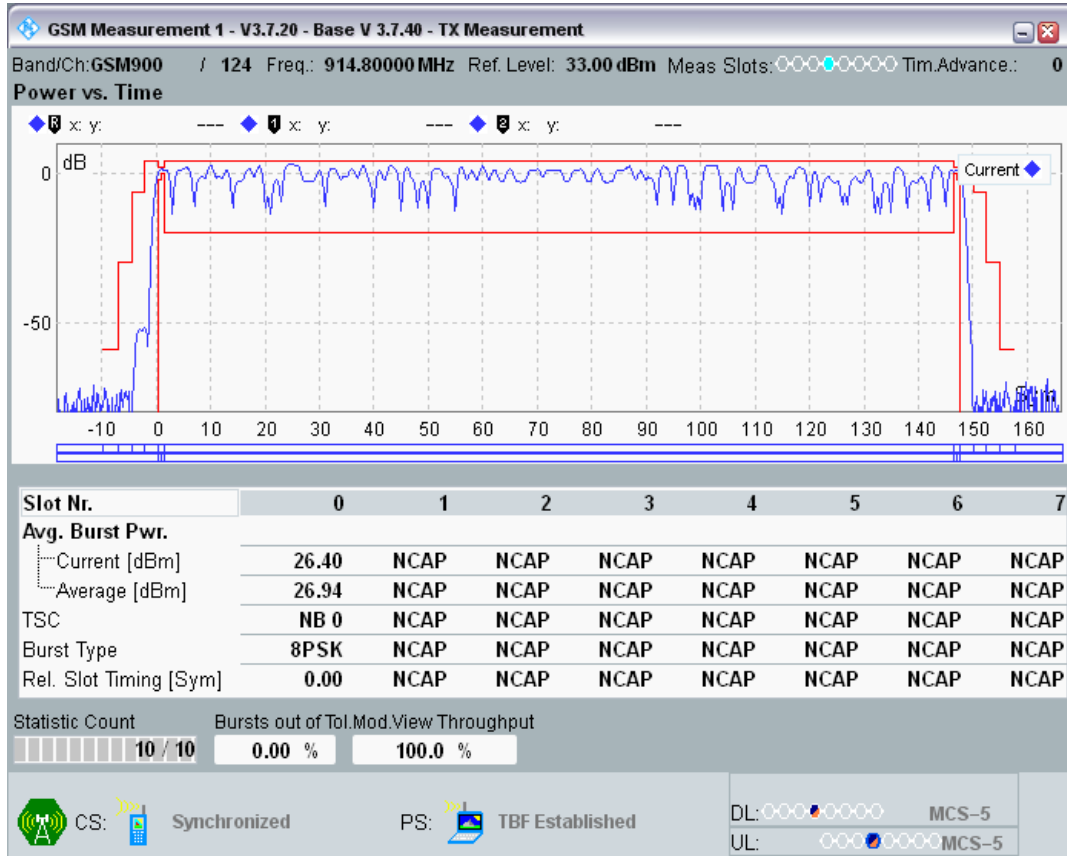 GSM Measurement 1 - V3.7.20 - Base V 3.7.40 - TX Measurement
Band/Ch:GSM900 / 124 Freq.: 914.80000 MHz Ref. Level: 33.00 dBm Meas Slots: Tim.Advance.: 0
Power vs. Time
R x: y: --- 1 x: y: --- 2 x: y: ---
dB
Current
0
-50
-10 0 10 20 30 40 50 60 70 80 90 100 110 120 130 140 150 160
Slot Nr. 0 1 2 3 4 5 6 7
Avg. Burst Pwr.
Current [dBm] 26.40 NCAP NCAP NCAP NCAP NCAP NCAP NCAP
Average [dBm] 26.94 NCAP NCAP NCAP NCAP NCAP NCAP NCAP
TSC NB 0 NCAP NCAP NCAP NCAP NCAP NCAP NCAP
Burst Type 8PSK NCAP NCAP NCAP NCAP NCAP NCAP NCAP
Rel. Slot Timing [Sym] 0.00 NCAP NCAP NCAP NCAP NCAP NCAP NCAP
Statistic Count Bursts out of Tol. Mod.View Throughput
10 / 10 0.00 % 100.0 %
CS: Synchronized PS: TBF Established DL: MCS-5
UL: MCS-5